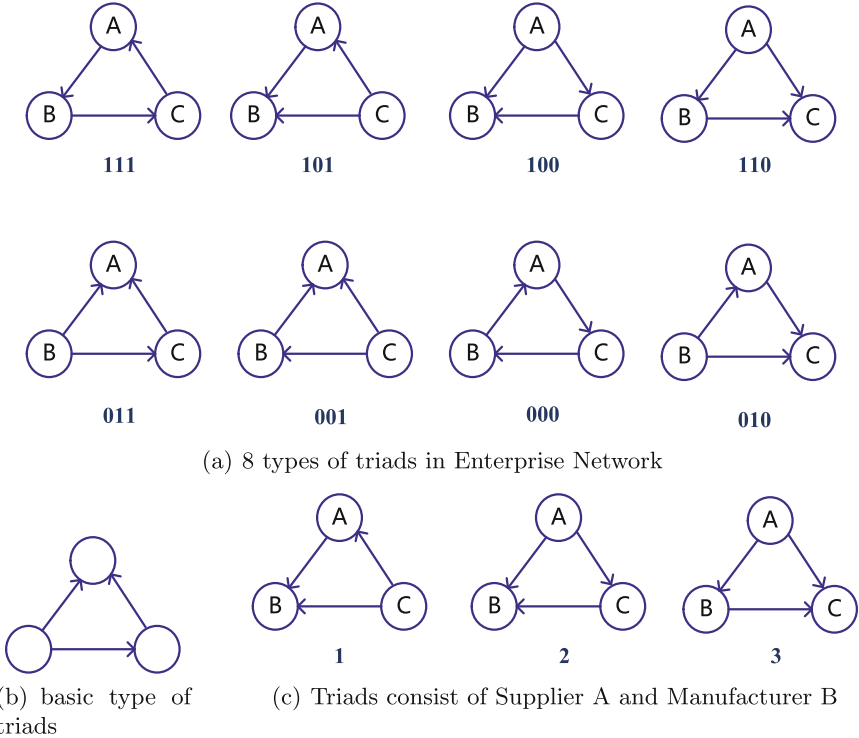 A A A A
B C B C B C B C
111 101 100 110
A A A A
B C B C B C B C
011 001 000 010
(a) 8 types of triads in Enterprise Network
A A A
B C B C B C
1 2 3
(b) basic type of
triads
(c) Triads consist of Supplier A and Manufacturer B